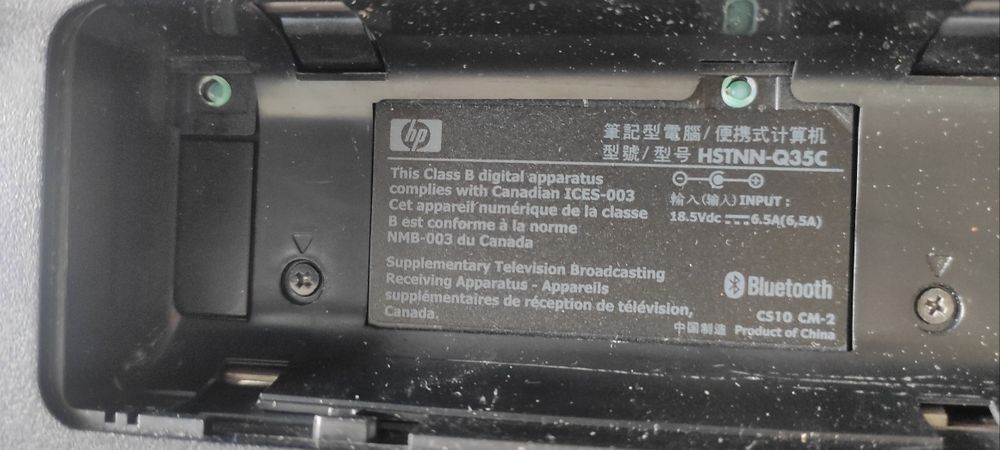 hp
筆記型電腦/便携式计算机
型號/型号 HSTNN-Q35C
This Class B digital apparatus
complies with Canadian ICES-003
Cet appareil numérique de la classe
B est conforme à la norme
NMB-003 du Canada
輸入(输入)INPUT:
18.5Vdc 6.5A(6,5A)
Supplementary Television Broadcasting
Receiving Apparatus - Appareils
supplémentaires de réception de télévision,
Canada.
Bluetooth
CS10 CM-2
中国制造 Product of China